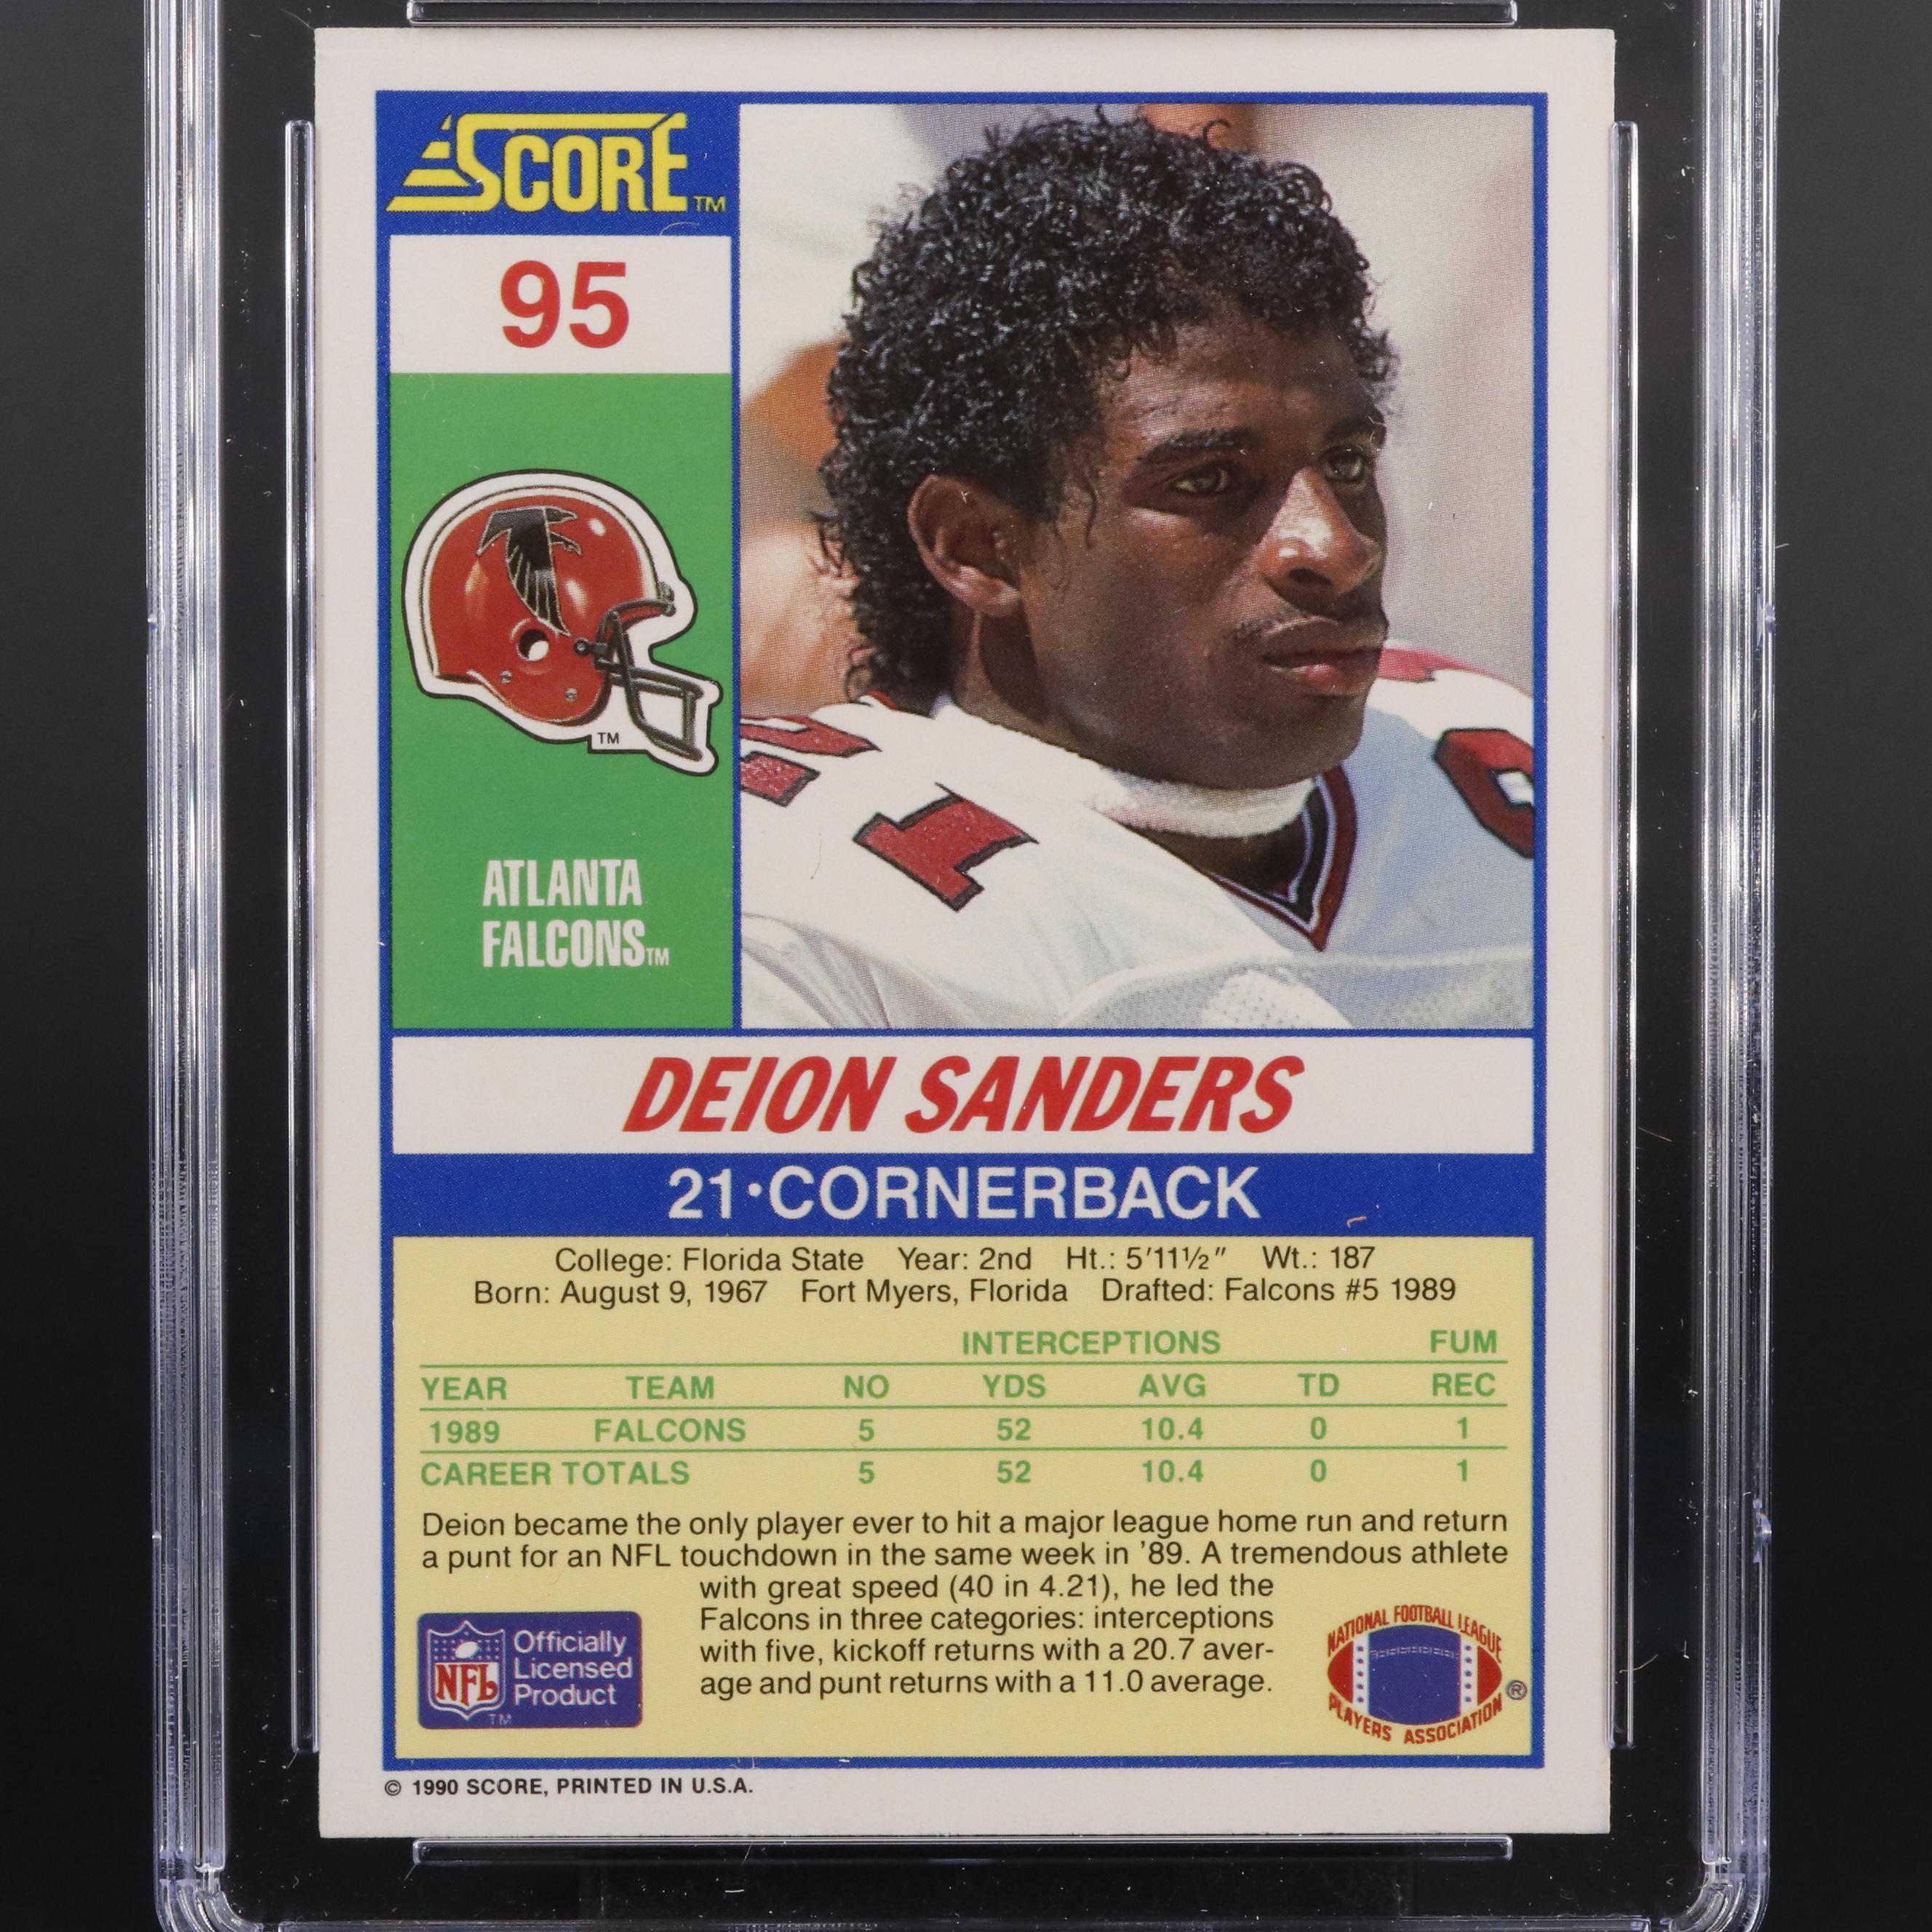 SCORE™
95
TM
ATLANTA
FALCONS™
1
DEION SANDERS
21•CORNERBACK
College: Florida State Year: 2nd Ht.: 5'11½" Wt.: 187
Born: August 9, 1967 Fort Myers, Florida Drafted: Falcons #5 1989
INTERCEPTIONS FUM
YEAR TEAM NO YDS AVG TD REC
1989 FALCONS 5 52 10.4 0 1
CAREER TOTALS 5 52 10.4 0 1
Deion became the only player ever to hit a major league home run and return
a punt for an NFL touchdown in the same week in '89. A tremendous athlete
with great speed (40 in 4.21), he led the
Falcons in three categories: interceptions
with five, kickoff returns with a 20.7 aver-
age and punt returns with a 11.0 average.
NFL
Officially
Licensed
Product
TM
NATIONAL FOOTBALL LEAGUE
PLAYERS ASSOCIATION
®
© 1990 SCORE, PRINTED IN U.S.A.